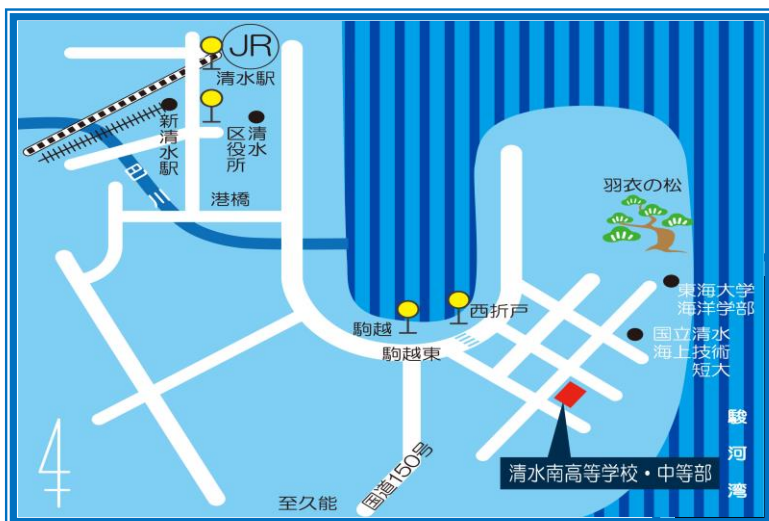 JR
清水駅
新清水駅
清水
区役所
巴川
港橋
羽衣の松
東海大学
海洋学部
西折戸
駒越
駒越東
国立清水
海上技術
短大
駿河湾
清水南高等学校・中等部
国道150号
至久能